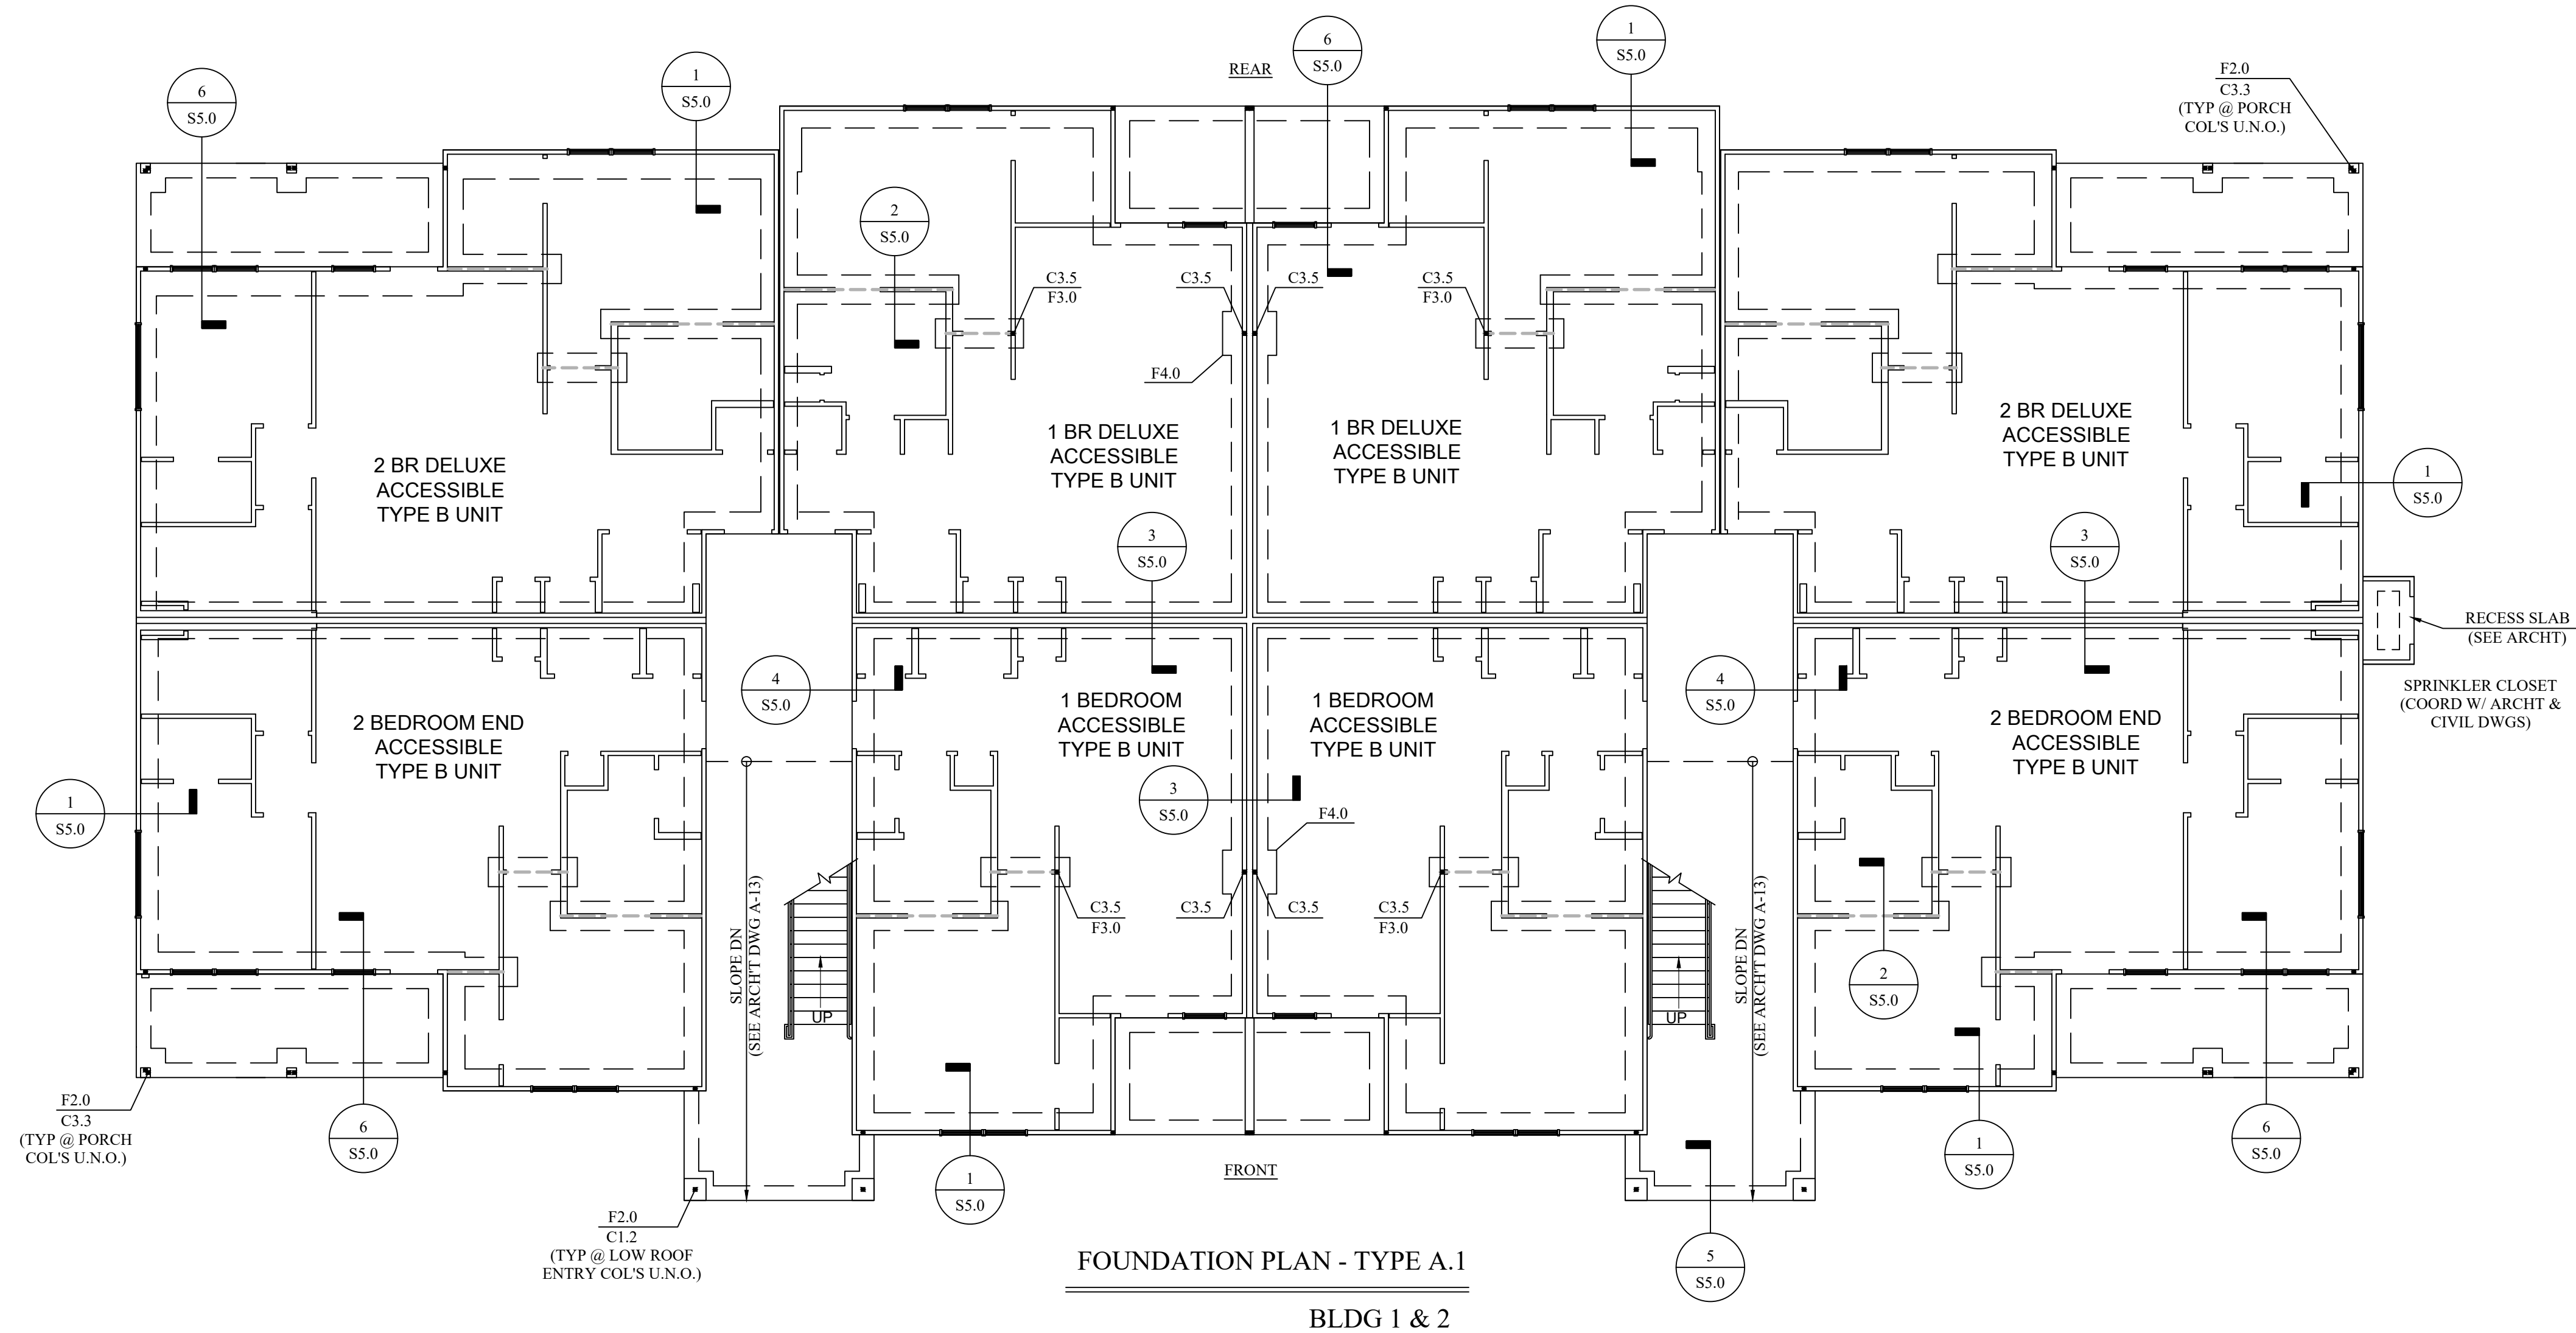 1
S5.0
6
S5.0
REAR
1
S5.0
6
S5.0
F2.0
C3.3
(TYP @ PORCH
COL'S U.N.O.)
2
S5.0
C3.5
F3.0
C3.5
C3.5
C3.5
F3.0
F4.0
2 BR DELUXE
ACCESSIBLE
TYPE B UNIT
1 BR DELUXE
ACCESSIBLE
TYPE B UNIT
1 BR DELUXE
ACCESSIBLE
TYPE B UNIT
2 BR DELUXE
ACCESSIBLE
TYPE B UNIT
1
S5.0
3
S5.0
3
S5.0
RECESS SLAB
(SEE ARCHT)
SPRINKLER CLOSET
(COORD W/ ARCHT &
CIVIL DWGS)
4
S5.0
4
S5.0
2 BEDROOM END
ACCESSIBLE
TYPE B UNIT
1 BEDROOM
ACCESSIBLE
TYPE B UNIT
1 BEDROOM
ACCESSIBLE
TYPE B UNIT
2 BEDROOM END
ACCESSIBLE
TYPE B UNIT
1
S5.0
3
S5.0
F4.0
C3.5
F3.0
C3.5
C3.5
C3.5
F3.0
SLOPE DN
(SEE ARCH'T DWG A-13)
UP
SLOPE DN
(SEE ARCH'T DWG A-13)
UP
2
S5.0
F2.0
C3.3
(TYP @ PORCH
COL'S U.N.O.)
6
S5.0
1
S5.0
FRONT
1
S5.0
6
S5.0
F2.0
C1.2
(TYP @ LOW ROOF
ENTRY COL'S U.N.O.)
5
S5.0
FOUNDATION PLAN - TYPE A.1
BLDG 1 & 2